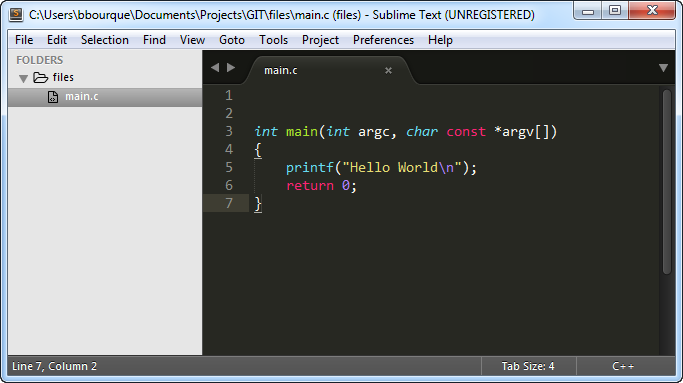 C:\Users\bbourque\Documents\Projects\GIT\files\main.c (files) - Sublime Text (UNREGISTERED)
File Edit Selection Find View Goto Tools Project Preferences Help
FOLDERS
files
main.c
main.c
1
2
3 int main(int argc, char const *argv[])
4 {
5     printf("Hello World\n");
6     return 0;
7 }
Line 7, Column 2 Tab Size: 4 C++